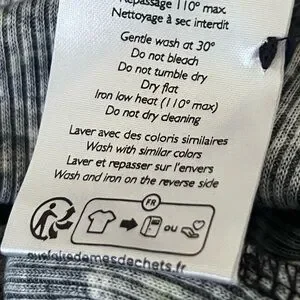 Repassage 110° max.
Nettoyage à sec interdit
Gentle wash at 30°
Do not bleach
Do not tumble dry
Dry flat
Iron low heat (110° max)
Do not dry cleaning
Laver avec des coloris similaires
Wash with similar colors
Laver et repasser sur l'envers
Wash and iron on the reverse side
FR
ou
quefairedemesdechets.fr